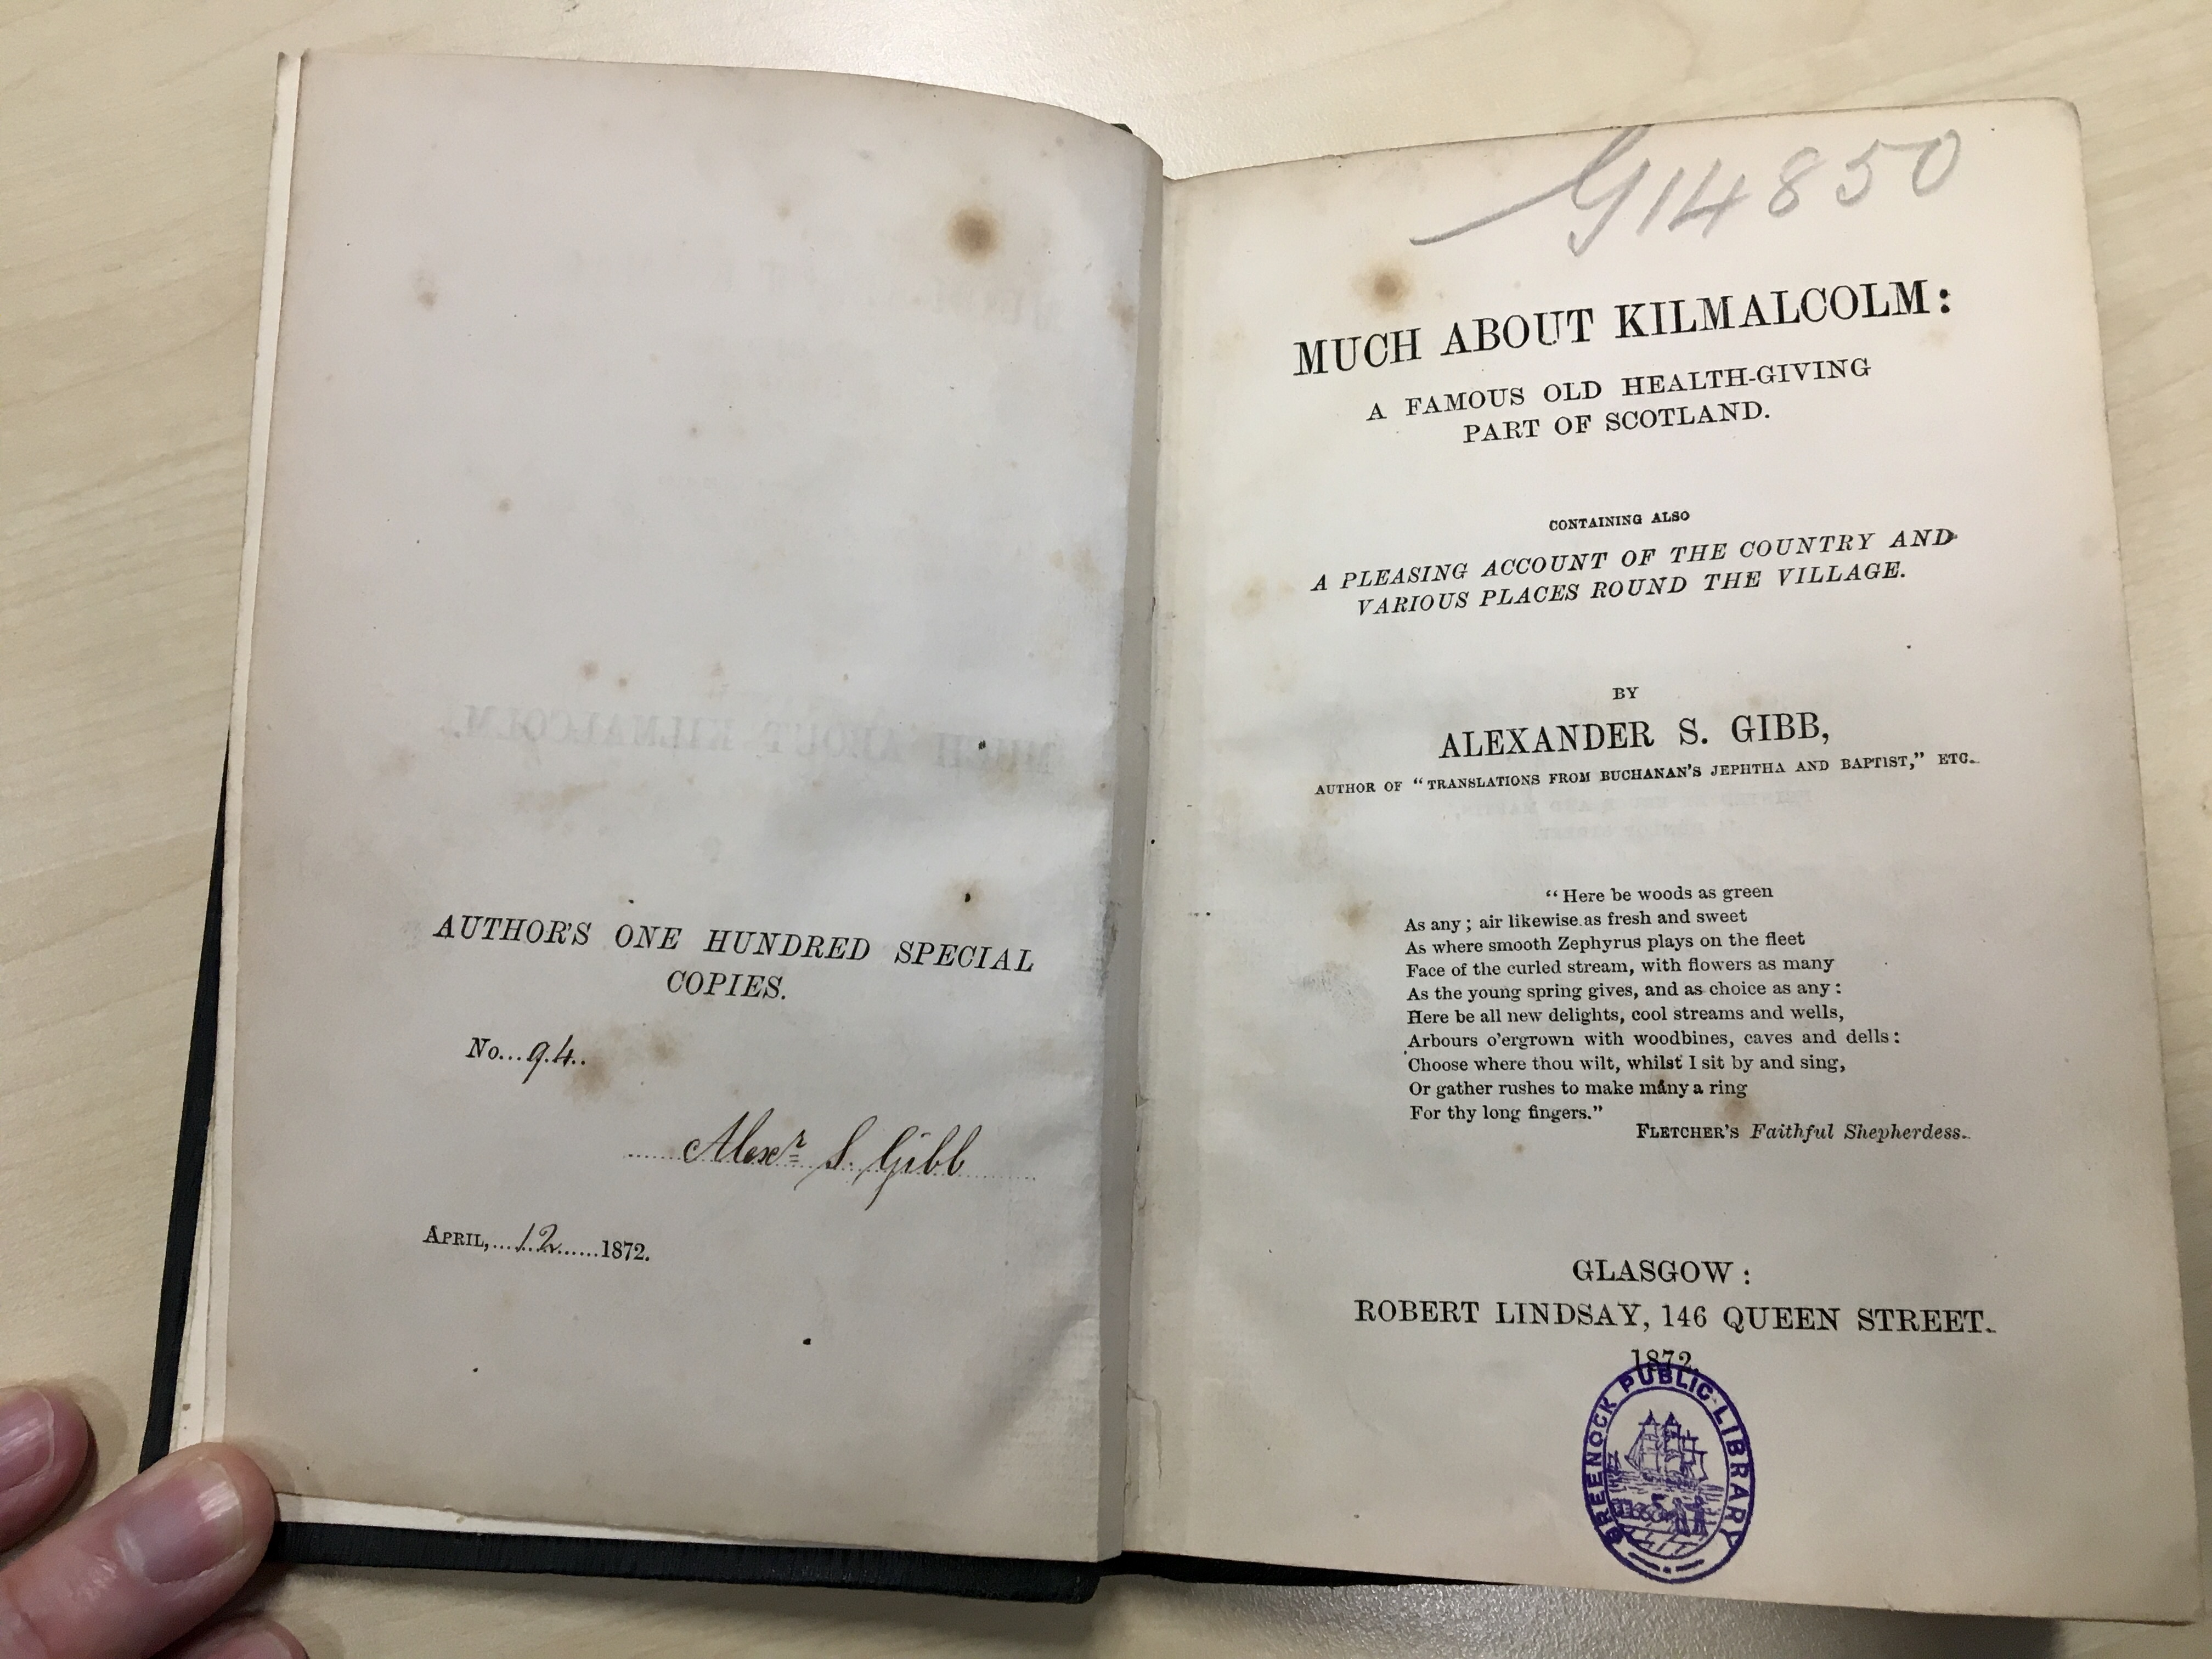 AUTHOR'S ONE HUNDRED SPECIAL
COPIES.
No...94..
Alexr S. Gibb
APRIL,....12......1872.
G14850
MUCH ABOUT KILMALCOLM:
A FAMOUS OLD HEALTH-GIVING
PART OF SCOTLAND.
CONTAINING ALSO
A PLEASING ACCOUNT OF THE COUNTRY AND
VARIOUS PLACES ROUND THE VILLAGE.
BY
ALEXANDER S. GIBB,
AUTHOR OF "TRANSLATIONS FROM BUCHANAN'S JEPHTHA AND BAPTIST," ETC.
"Here be woods as green
As any; air likewise as fresh and sweet
As where smooth Zephyrus plays on the fleet
Face of the curled stream, with flowers as many
As the young spring gives, and as choice as any:
Here be all new delights, cool streams and wells,
Arbours o'ergrown with woodbines, caves and dells:
Choose where thou wilt, whilst I sit by and sing,
Or gather rushes to make many a ring
For thy long fingers."
FLETCHER'S Faithful Shepherdess.
GLASGOW:
ROBERT LINDSAY, 146 QUEEN STREET.
1872.
GREENOCK PUBLIC LIBRARY